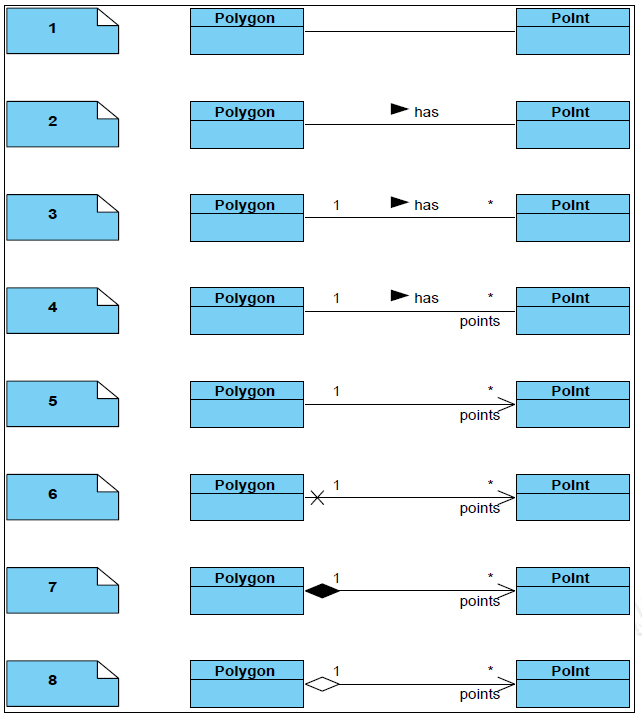 1 Polygon Point
2 Polygon has Point
3 Polygon 1 has * Point
4 Polygon 1 has * Point
points
5 Polygon 1 * Point
points
6 Polygon 1 * Point
points
7 Polygon 1 * Point
points
8 Polygon 1 * Point
points